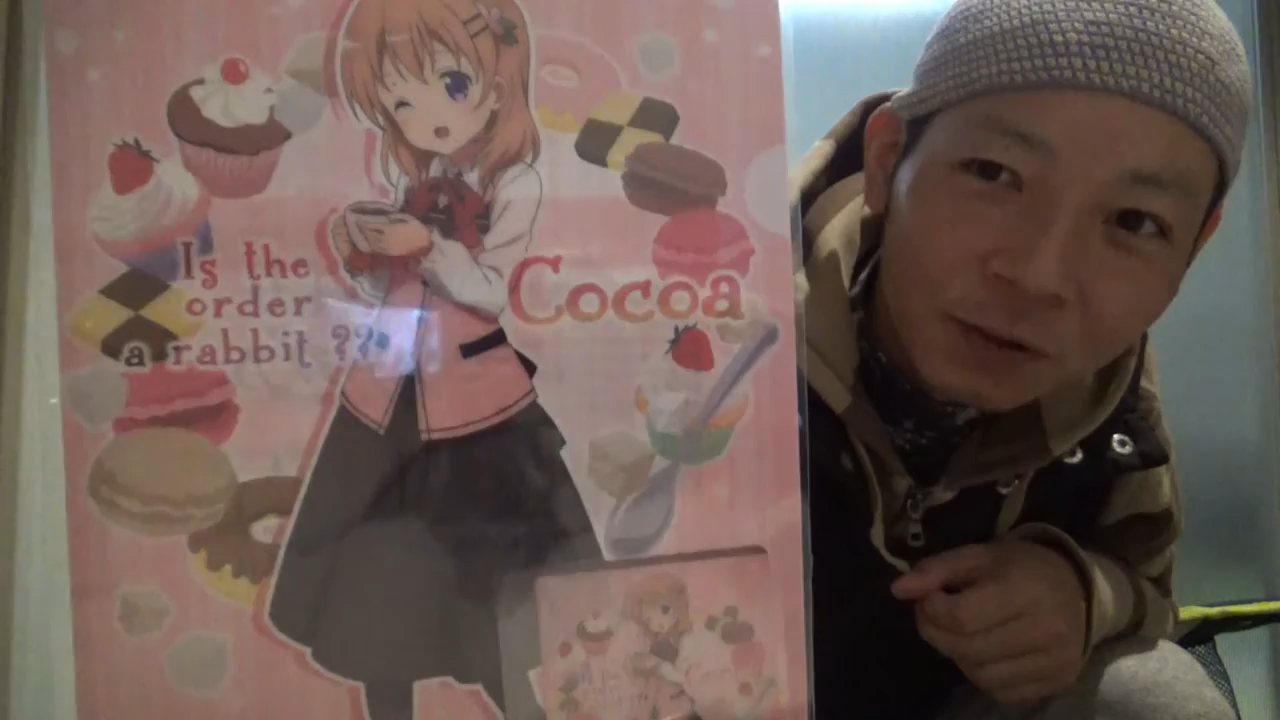 Is the
order
a rabbit ??
Cocoa